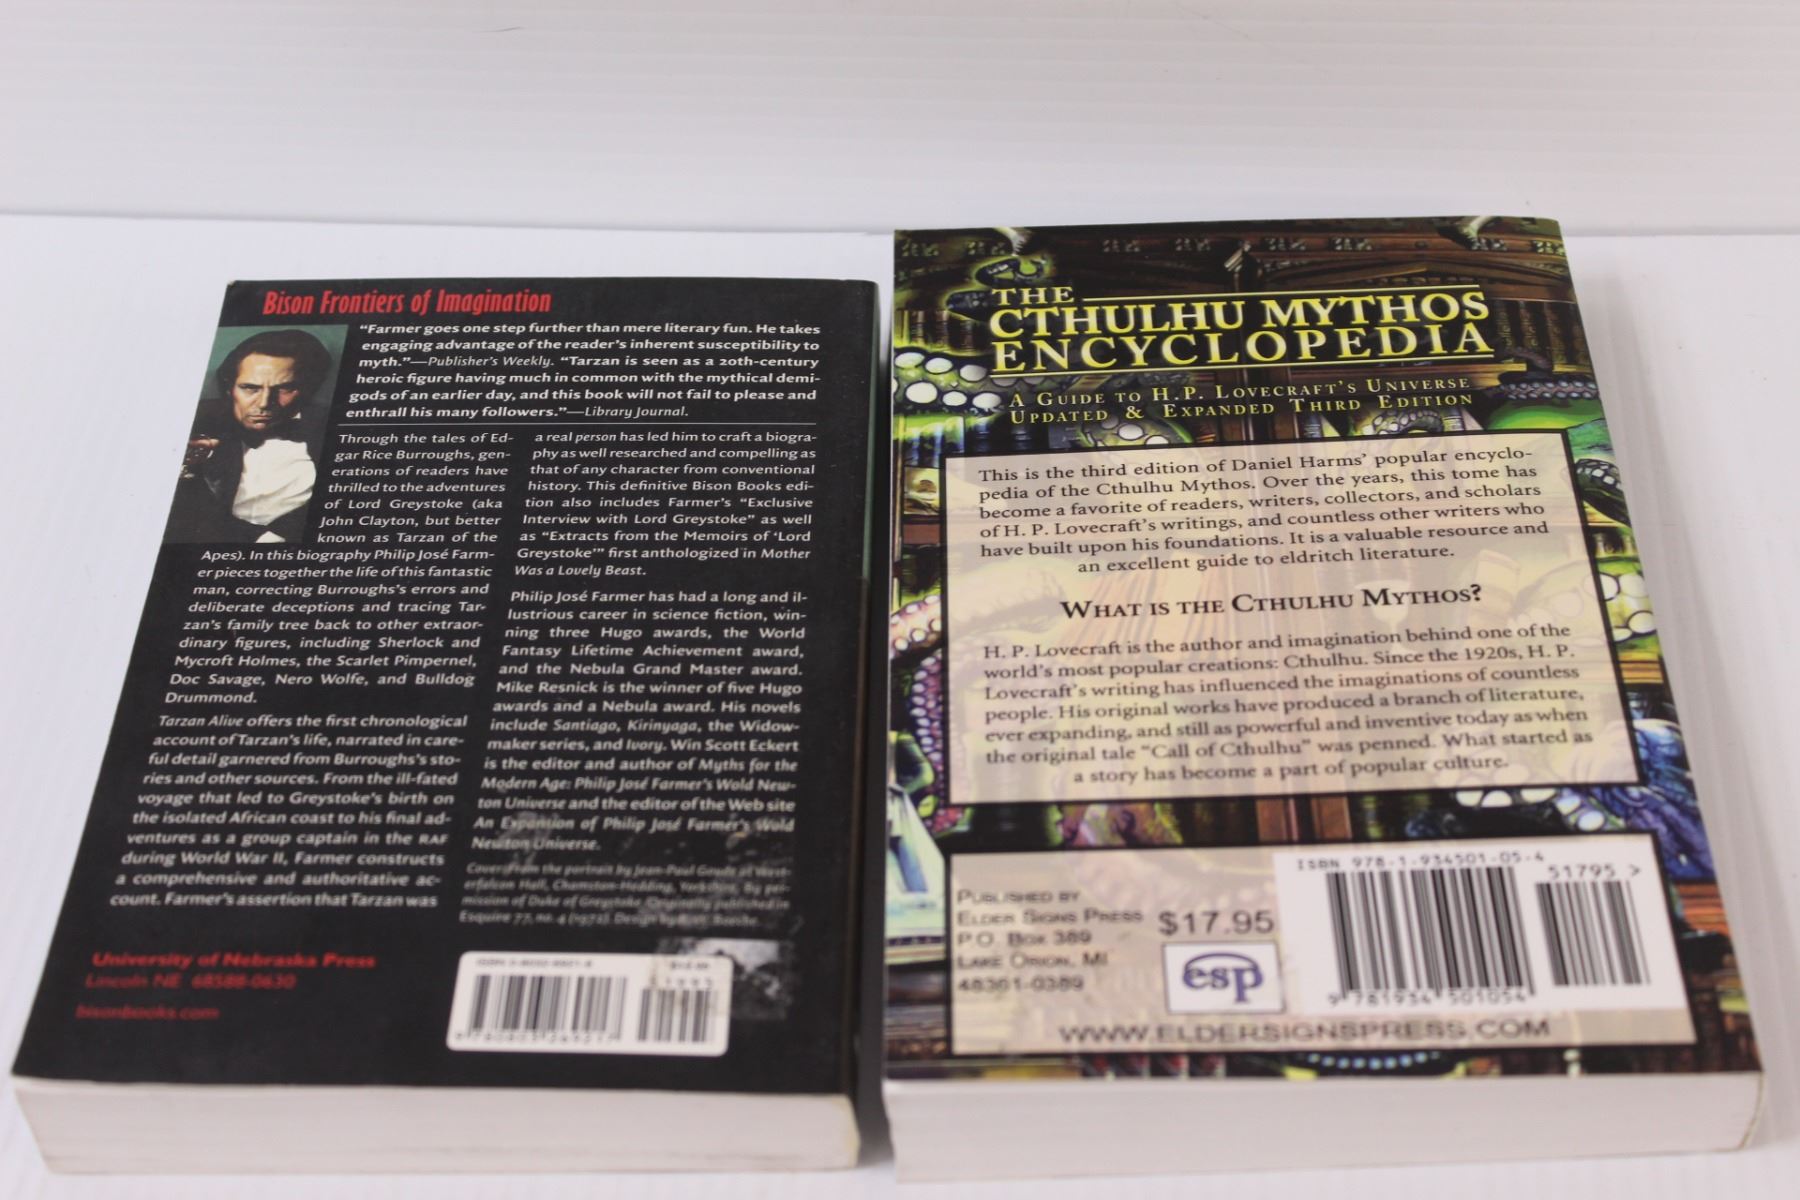 Bison Frontiers of Imagination
“Farmer goes one step further than mere literary fun. He takes
engaging advantage of the reader’s inherent susceptibility to
myth.”—Publisher’s Weekly. “Tarzan is seen as a 20th-century
heroic figure having much in common with the mythical demi-
gods of an earlier day, and this book will not fail to please and
enthrall his many followers.”—Library Journal.
Through the tales of Ed-
gar Rice Burroughs, gen-
erations of readers have
thrilled to the adventures
of Lord Greystoke (aka
John Clayton, but better
known as Tarzan of the
Apes). In this biography Philip José Farm-
er pieces together the life of this fantastic
man, correcting Burroughs’s errors and
deliberate deceptions and tracing Tar-
zan’s family tree back to other extraor-
dinary figures, including Sherlock and
Mycroft Holmes, the Scarlet Pimpernel,
Doc Savage, Nero Wolfe, and Bulldog
Drummond.
Tarzan Alive offers the first chronological
account of Tarzan’s life, narrated in care-
ful detail garnered from Burroughs’s sto-
ries and other sources. From the ill-fated
voyage that led to Greystoke’s birth on
the isolated African coast to his final ad-
ventures as a group captain in the RAF
during World War II, Farmer constructs
a comprehensive and authoritative ac-
count. Farmer’s assertion that Tarzan was
a real person has led him to craft a biogra-
phy as well researched and compelling as
that of any character from conventional
history. This definitive Bison Books edi-
tion also includes Farmer’s “Exclusive
Interview with Lord Greystoke” as well
as “Extracts from the Memoirs of ‘Lord
Greystoke’” first anthologized in Mother
Was a Lovely Beast.
Philip José Farmer has had a long and il-
lustrious career in science fiction, win-
ning three Hugo awards, the World
Fantasy Lifetime Achievement award,
and the Nebula Grand Master award.
Mike Resnick is the winner of five Hugo
awards and a Nebula award. His novels
include Santiago, Kirinyaga, the Widow-
maker series, and Ivory. Win Scott Eckert
is the editor and author of Myths for the
Modern Age: Philip José Farmer’s Wold New-
ton Universe and the editor of the Web site
An Expansion of Philip José Farmer’s Wold
Newton Universe.
Cover from the portrait by Jean-Paul Goude at
Hall,
mission of Duke of Greystoke. Originally published in
Esquire 77, no. 4 (1972). Design by
University of Nebraska Press
Lincoln NE 68588-0630
bisonbooks.com
THE
CTHULHU MYTHOS
ENCYCLOPEDIA
A GUIDE TO H.P. LOVECRAFT’S UNIVERSE
UPDATED & EXPANDED THIRD EDITION
This is the third edition of Daniel Harms’ popular encyclo-
pedia of the Cthulhu Mythos. Over the years, this tome has
become a favorite of readers, writers, collectors, and scholars
of H. P. Lovecraft’s writings, and countless other writers who
have built upon his foundations. It is a valuable resource and
an excellent guide to eldritch literature.
WHAT IS THE CTHULHU MYTHOS?
H. P. Lovecraft is the author and imagination behind one of the
world’s most popular creations: Cthulhu. Since the 1920s, H. P.
Lovecraft’s writing has influenced the imaginations of countless
people. His original works have produced a branch of literature,
ever expanding, and still as powerful and inventive today as when
the original tale “Call of Cthulhu” was penned. What started as
a story has become a part of popular culture.
PUBLISHED BY
ELDER SIGNS PRESS
P.O. BOX 389
LAKE ORION, MI
48361-0389
$17.95
esp
ISBN 978-1-934501-05-4
51795 >
9 781934 501054
WWW.ELDERSIGNSPRESS.COM